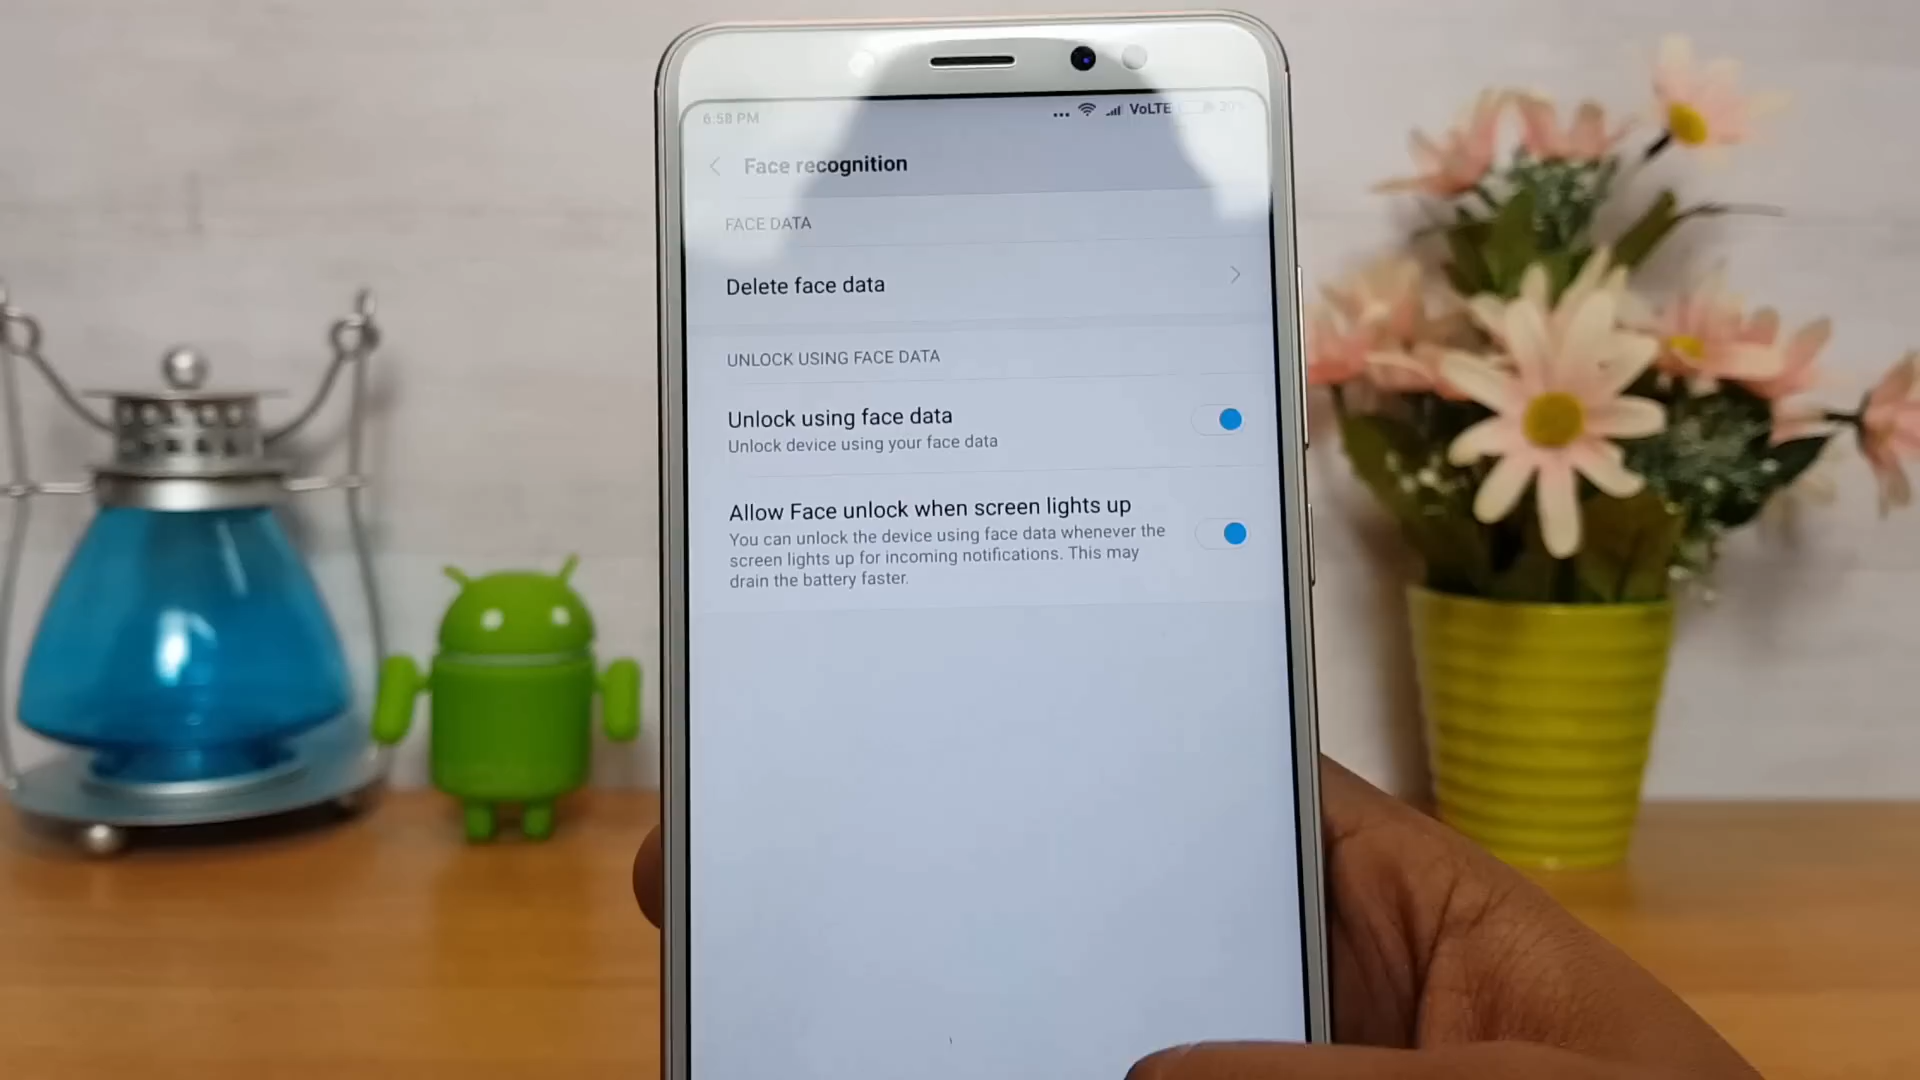 6:58 PM
... VoLTE
Face recognition
FACE DATA
Delete face data
UNLOCK USING FACE DATA
Unlock using face data
Unlock device using your face data
Allow Face unlock when screen lights up
You can unlock the device using face data whenever the
screen lights up for incoming notifications. This may
drain the battery faster.